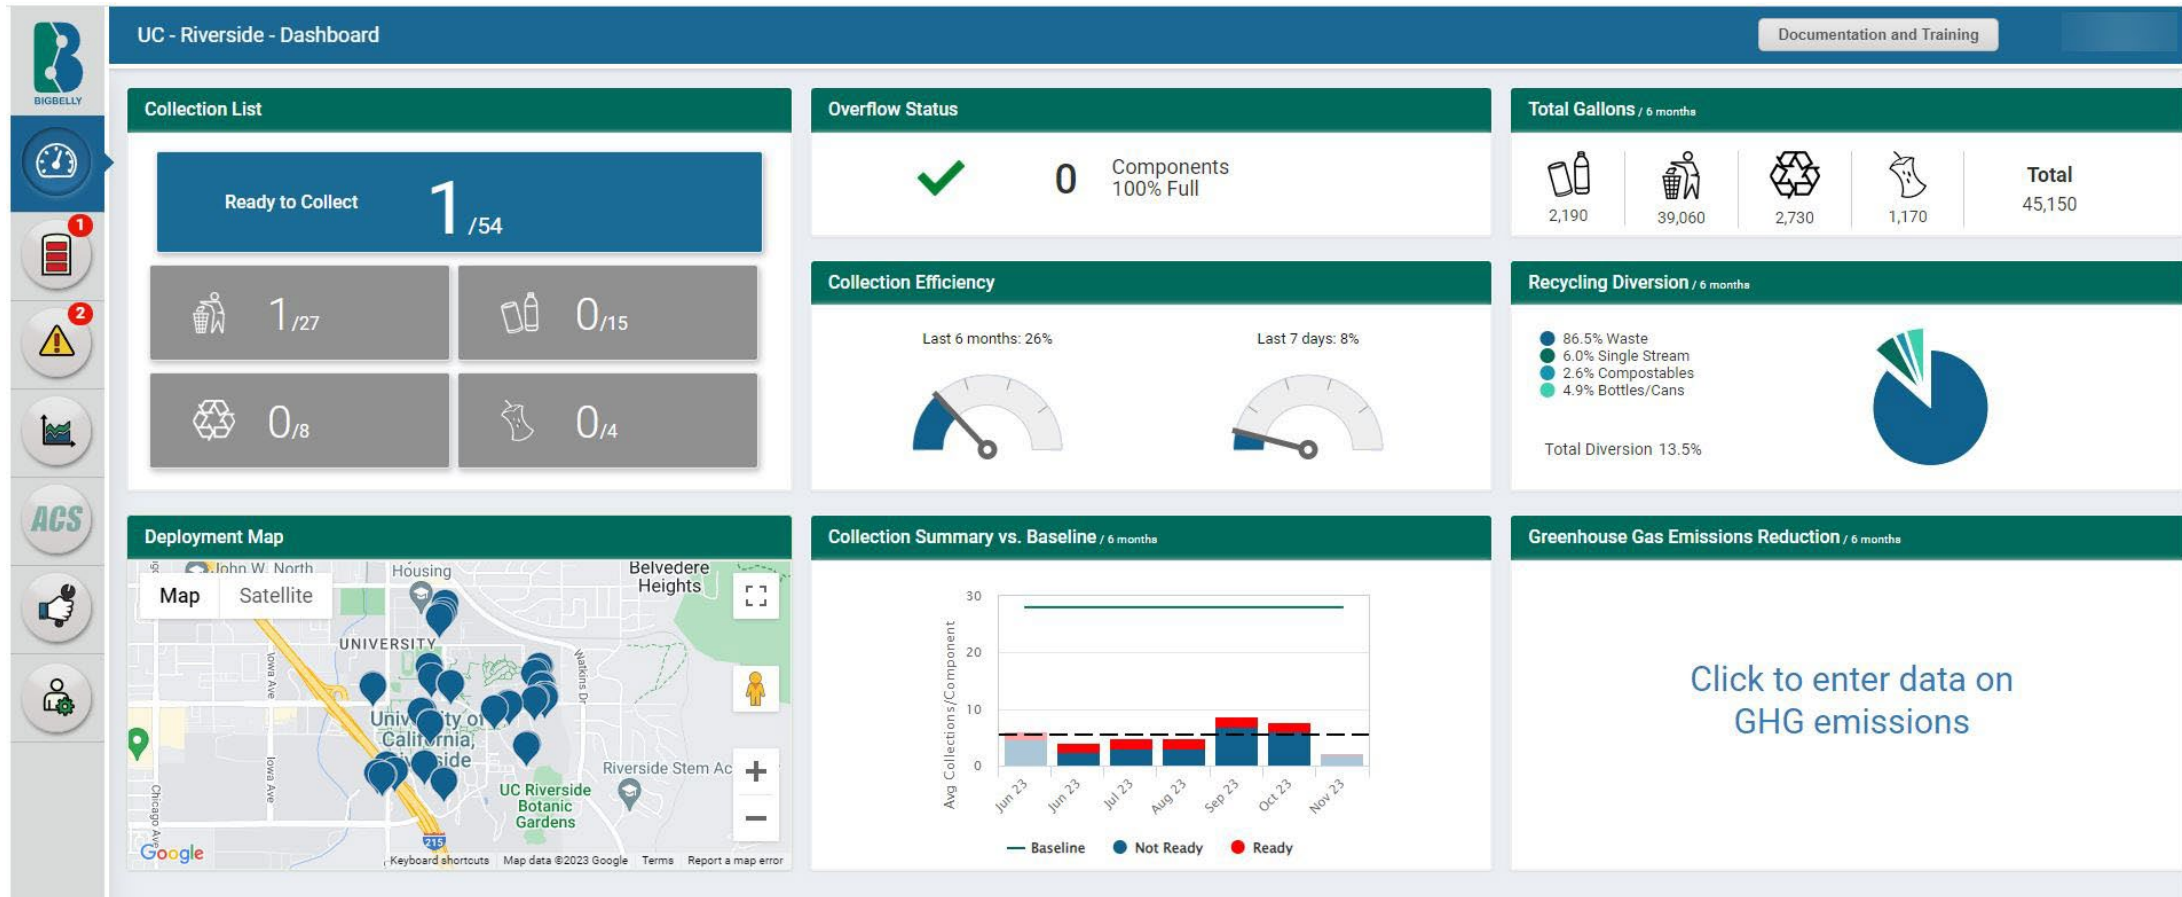 BIGBELLY
UC - Riverside - Dashboard
Documentation and Training
1
2
ACS
Collection List
Ready to Collect 1 /54
1 /27
0 /15
0 /8
0 /4
Overflow Status
0 Components
100% Full
Total Gallons / 6 months
2,190
39,060
2,730
1,170
Total
45,150
Collection Efficiency
Last 6 months: 26%
Last 7 days: 8%
Recycling Diversion / 6 months
86.5% Waste
6.0% Single Stream
2.6% Compostables
4.9% Bottles/Cans
Total Diversion 13.5%
Deployment Map
Map
Satellite
John W. North
Housing
Belvedere
Heights
UNIVERSITY
Iowa Ave
Watkins Dr
University of
California,
Iowa Ave
Riverside Stem Ac
UC Riverside
Botanic
Gardens
Chicago Ave
215
Google
Keyboard shortcuts
Map data ©2023 Google
Terms
Report a map error
Collection Summary vs. Baseline / 6 months
Avg Collections/Component
30
20
10
0
Jun 23
Jun 23
Jul 23
Aug 23
Sep 23
Oct 23
Nov 23
Baseline
Not Ready
Ready
Greenhouse Gas Emissions Reduction / 6 months
Click to enter data on
GHG emissions